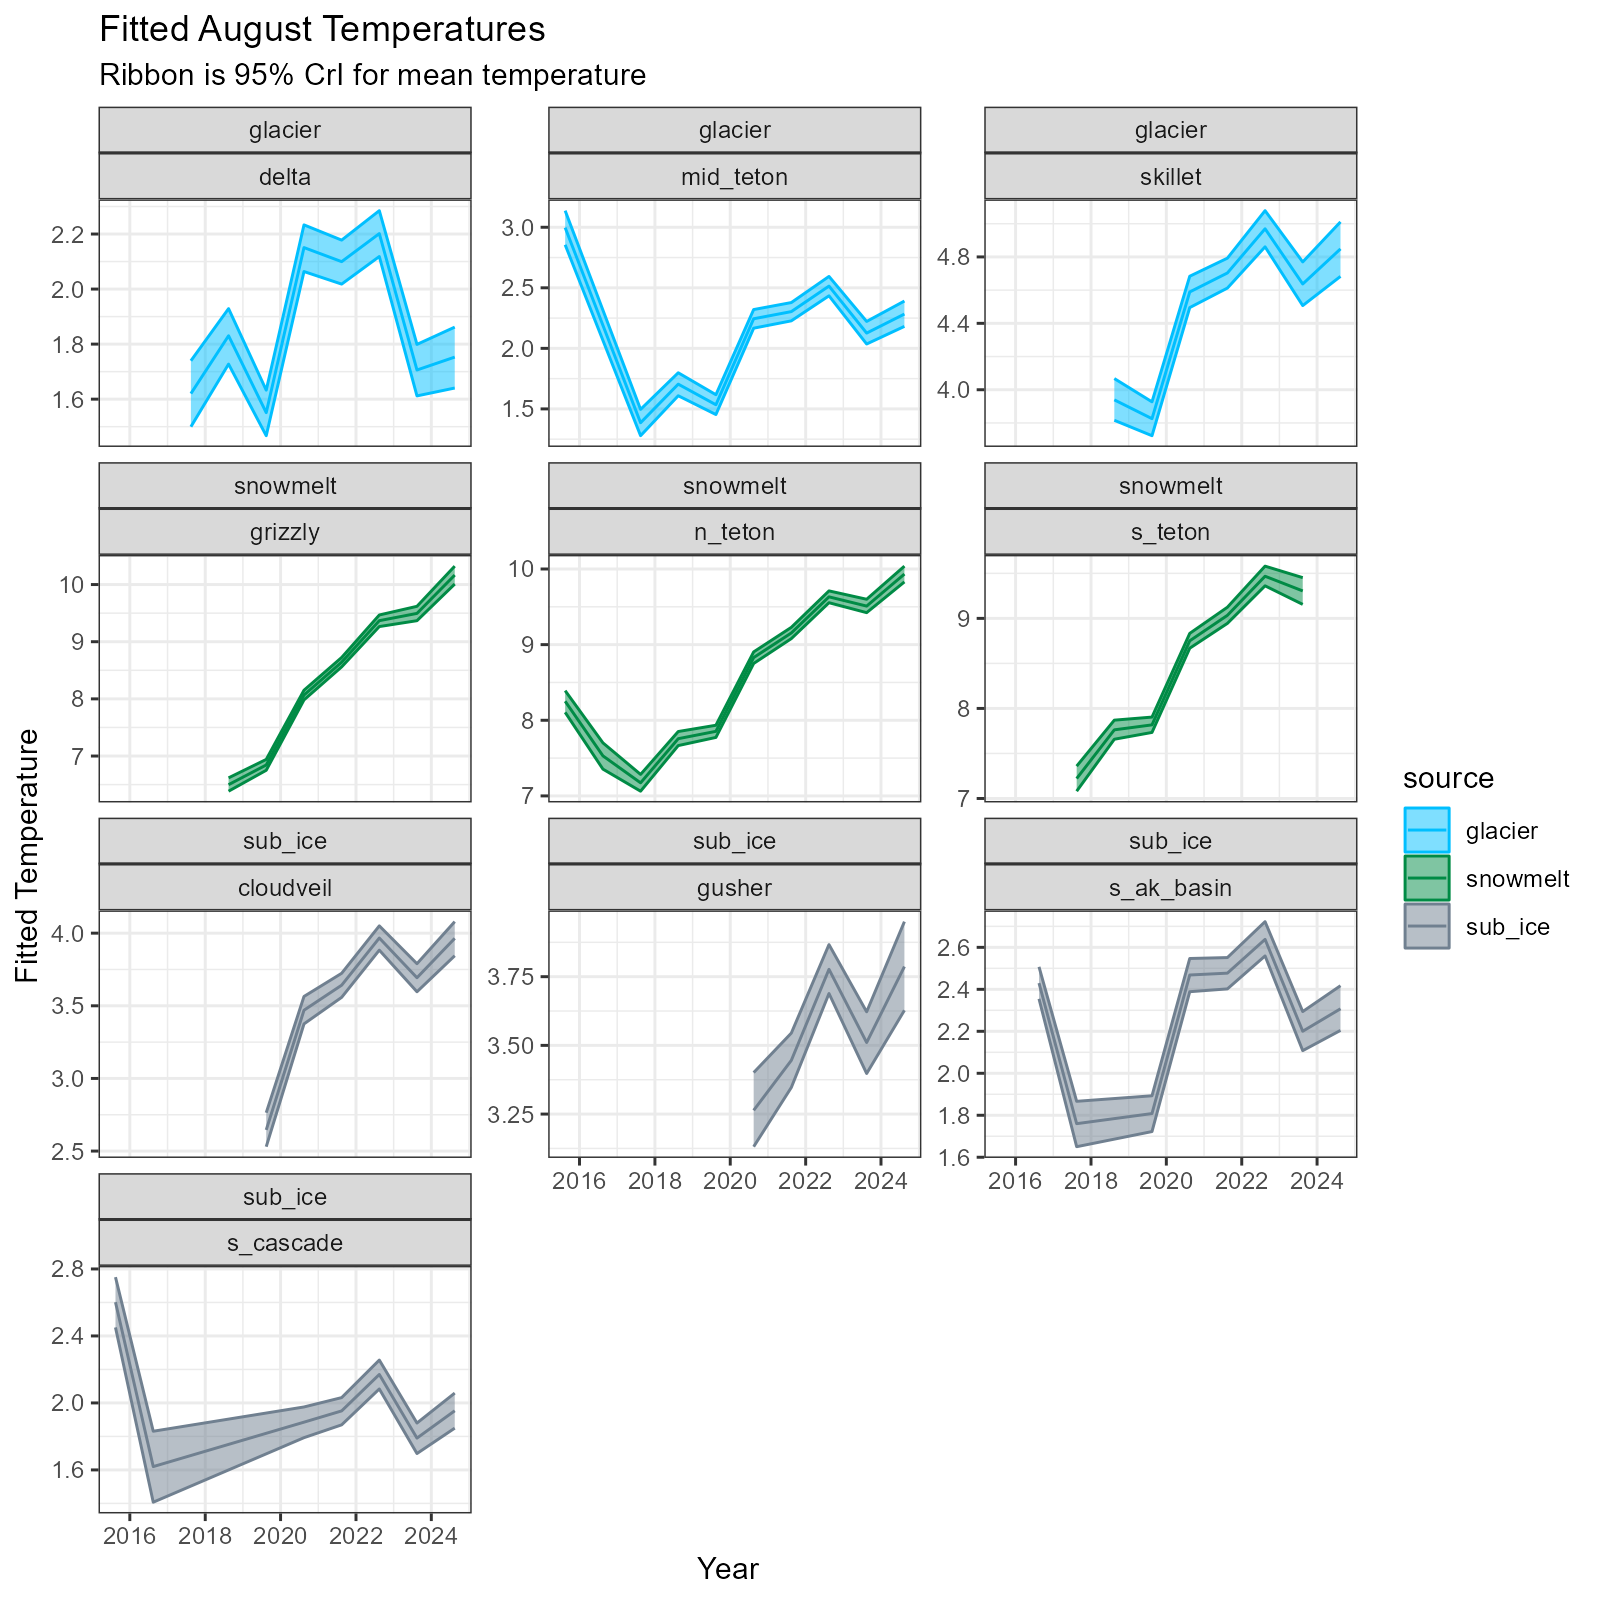 Fitted August Temperatures
Ribbon is 95% CrI for mean temperature
glacier
delta
2.2
2.0
1.8
1.6
glacier
mid_teton
3.0
2.5
2.0
1.5
glacier
skillet
4.8
4.4
4.0
snowmelt
grizzly
10
9
8
7
snowmelt
n_teton
10
9
8
7
snowmelt
s_teton
9
8
7
sub_ice
cloudveil
4.0
3.5
3.0
2.5
sub_ice
gusher
3.75
3.50
3.25
2016 2018 2020 2022 2024
sub_ice
s_ak_basin
2.6
2.4
2.2
2.0
1.8
1.6
2016 2018 2020 2022 2024
sub_ice
s_cascade
2.8
2.4
2.0
1.6
2016 2018 2020 2022 2024
Fitted Temperature
Year
source
glacier
snowmelt
sub_ice